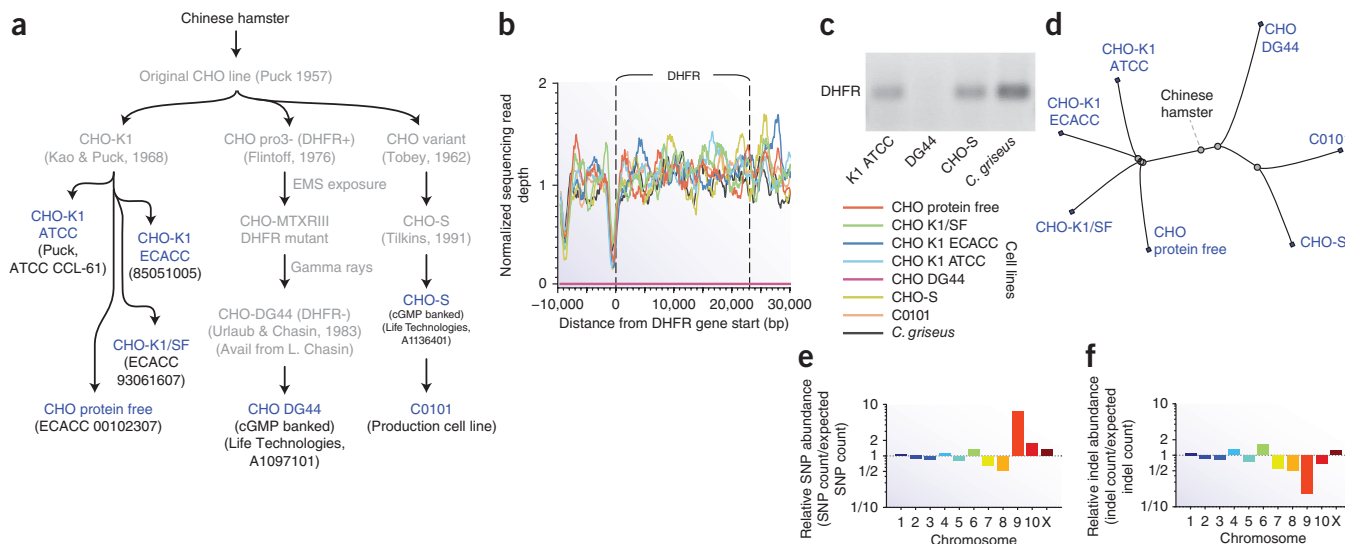 a
Chinese hamster
Original CHO line (Puck 1957)
CHO-K1
(Kao & Puck, 1968)
CHO pro3- (DHFR+)
(Flintoff, 1976)
CHO variant
(Tobey, 1962)
EMS exposure
CHO-MTXRIII
DHFR mutant
CHO-S
(Tilkins, 1991)
CHO-K1
ATCC
(Puck,
ATCC CCL-61)
CHO-K1
ECACC
(85051005)
Gamma rays
CHO-DG44 (DHFR-)
(Urlaub & Chasin, 1983)
(Avail from L. Chasin)
CHO-S
(cGMP banked)
(Life Technologies,
A1136401)
CHO-K1/SF
(ECACC
93061607)
CHO protein free
(ECACC 00102307)
CHO DG44
(cGMP banked)
(Life Technologies,
A1097101)
C0101
(Production cell line)
b
DHFR
Normalized sequencing read
depth
2
1
0
–10,000
0
10,000
20,000
30,000
Distance from DHFR gene start (bp)
c
DHFR
K1 ATCC
DG44
CHO-S
C. griseus
CHO protein free
CHO K1/SF
CHO K1 ECACC
CHO K1 ATCC
CHO DG44
CHO-S
C0101
C. griseus
Cell lines
d
CHO
DG44
CHO-K1
ATCC
Chinese
hamster
CHO-K1
ECACC
C0101
CHO-K1/SF
CHO
protein free
CHO-S
e
Relative SNP abundance
(SNP count/expected
SNP count)
10
2
1
1/2
1/10
1 2 3 4 5 6 7 8 9 10 X
Chromosome
f
Relative indel abundance
(indel count/expected
indel count)
10
2
1
1/2
1/10
1 2 3 4 5 6 7 8 9 10 X
Chromosome